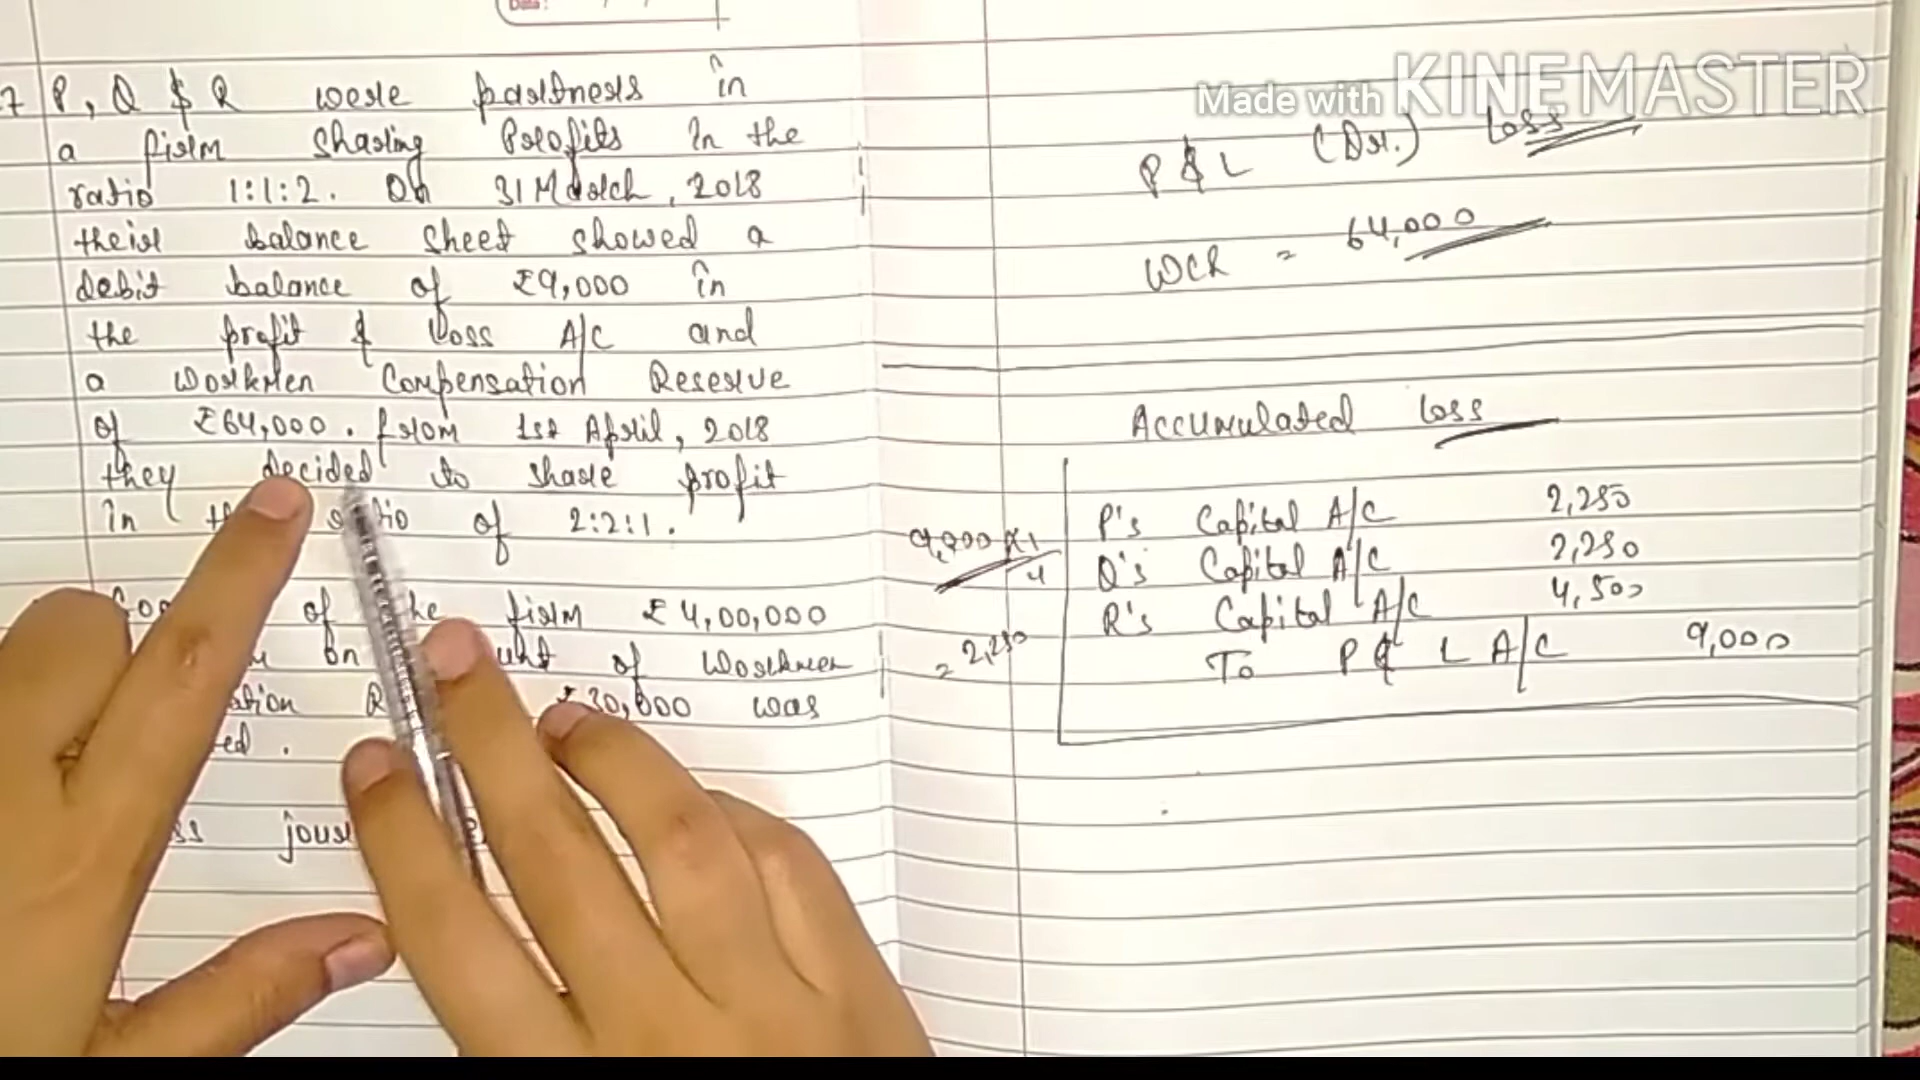 Date:
7 P, Q & R were partners in
a firm sharing Profits In the
ratio 1:1:2. On 31 March, 2018
their balance sheet showed a
debit balance of ₹9,000 in
the profit & Loss A/C and
a Workmen Compensation Reserve
of ₹64,000. from 1st April, 2018
they decided to share profit
In of 2:2:1.
of firm ₹4,00,000
on of Workmen
₹30,000 was
Made with KINEMASTER
P & L (Dr.) Loss
WCR = 64,000
Accumulated loss
P's Capital A/C 2,250
Q's Capital A/C 2,250
R's Capital A/C 4,500
To P & L A/C 9,000
9,000 x 1
4
= 2,250